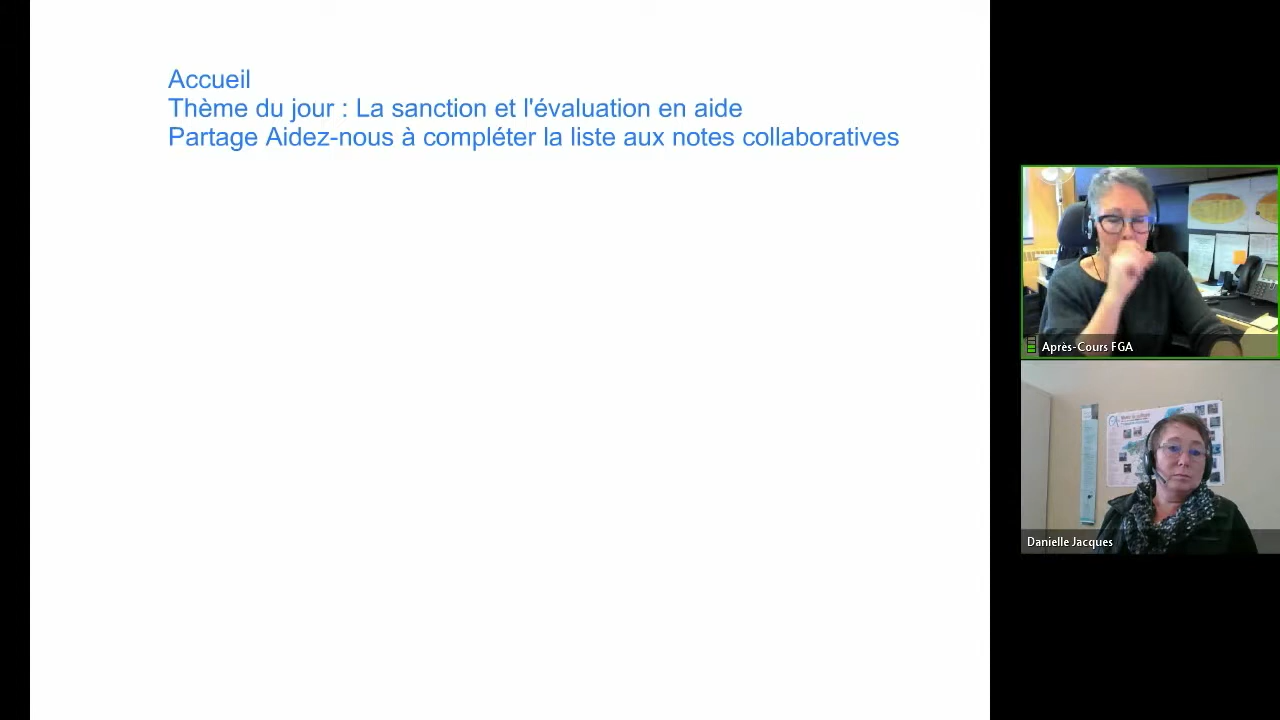 Accueil
Thème du jour : La sanction et l'évaluation en aide
Partage Aidez-nous à compléter la liste aux notes collaboratives
Après-Cours FGA
Danielle Jacques